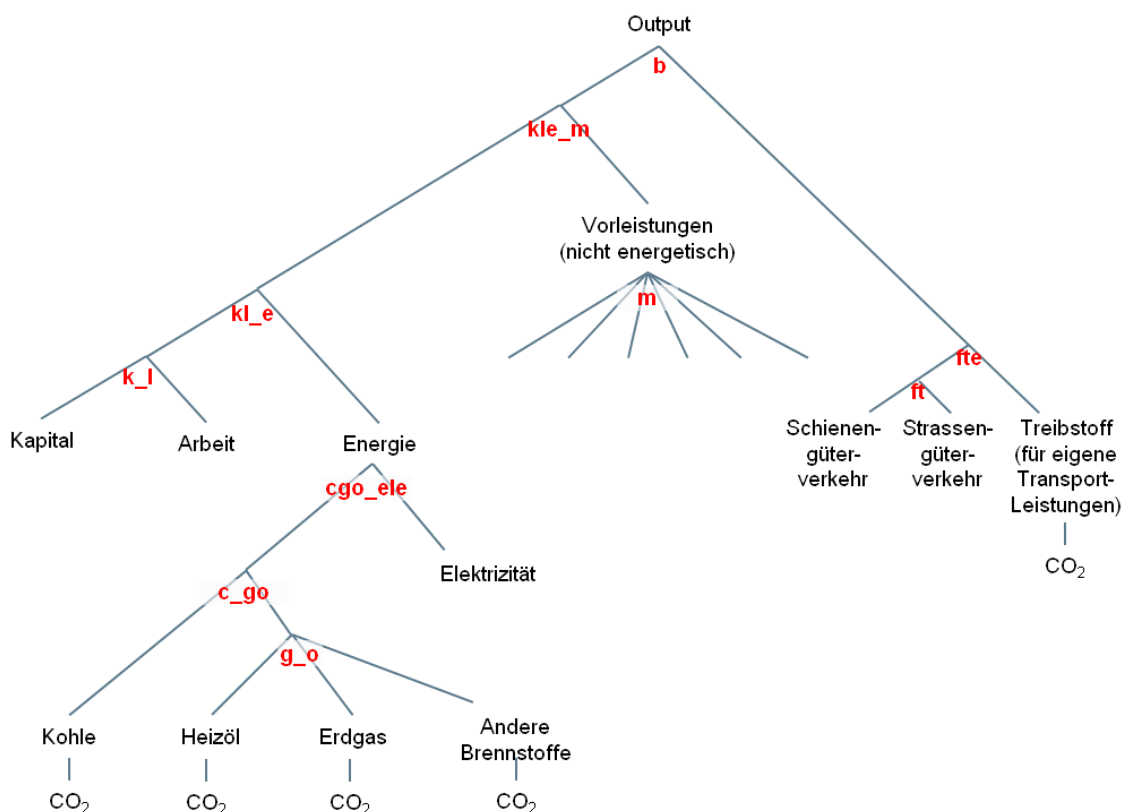 Output
b
kle_m
Vorleistungen
(nicht energetisch)
m
kl_e
k_l
fte
ft
Kapital
Arbeit
Energie
Schienen-
güter-
verkehr
Strassen-
güter-
verkehr
Treibstoff
(für eigene
Transport-
Leistungen)
CO₂
cgo_ele
Elektrizität
c_go
g_o
Kohle
Heizöl
Erdgas
Andere
Brennstoffe
CO₂
CO₂
CO₂
CO₂